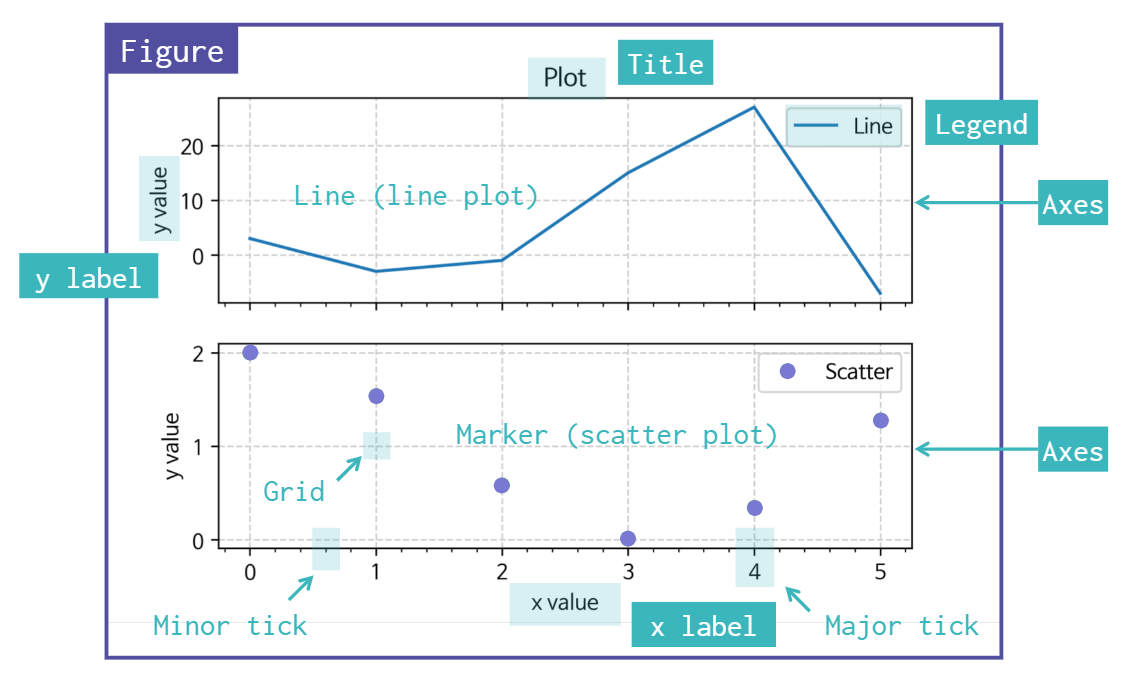 Figure
Plot
Title
Line
Legend
20
10
0
y value
Line (line plot)
Axes
y label
2
1
0
y value
Scatter
Marker (scatter plot)
Axes
Grid
0 1 2 3 4 5
x value
Minor tick
x label
Major tick